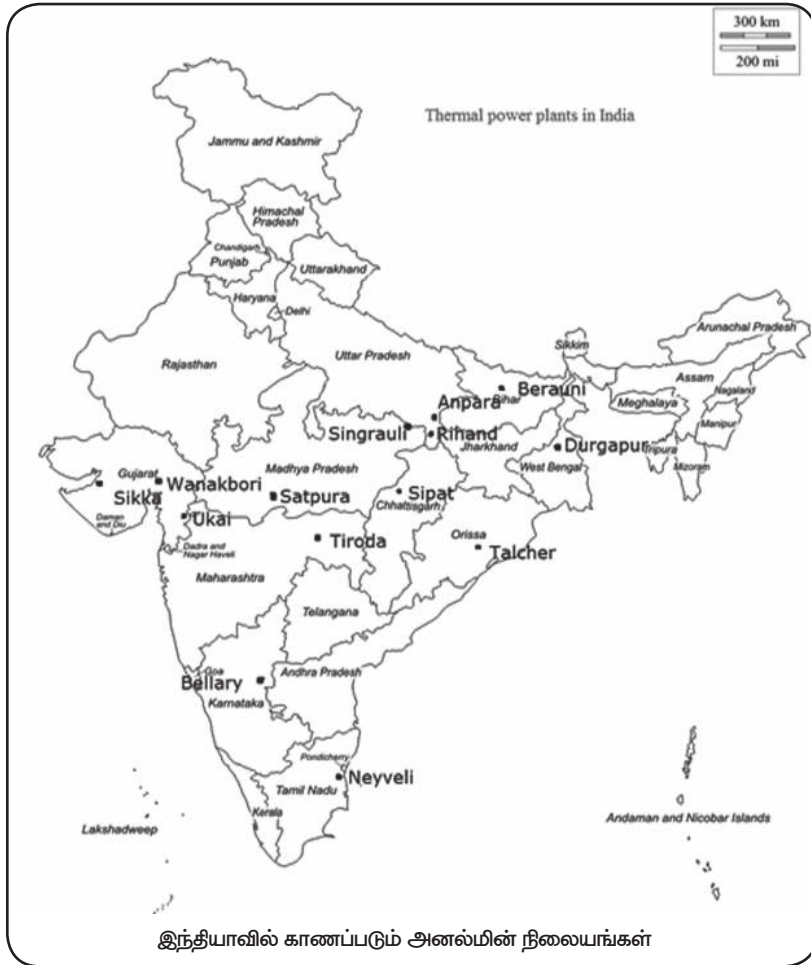 300 km
200 mi
Thermal power plants in India
Jammu and Kashmir
Himachal
Pradesh
Chandigarh
Punjab
Uttarakhand
Haryana
Delhi
Rajasthan
Uttar Pradesh
Sikkim
Arunachal Pradesh
Assam
Nagaland
Meghalaya
Manipur
Tripura
Mizoram
Berauni
Bihar
Anpara
Singrauli
Rihand
Jharkhand
Durgapur
West Bengal
Gujarat
Wanakbori
Sikka
Madhya Pradesh
Satpura
Sipat
Chhattisgarh
Ukai
Daman
and Diu
Dadra and
Nagar Haveli
Tiroda
Orissa
Talcher
Maharashtra
Telangana
Goa
Bellary
Andhra Pradesh
Karnataka
Pondicherry
Neyveli
Tamil Nadu
Kerala
Lakshadweep
Andaman and Nicobar Islands
இந்தியாவில் காணப்படும் அனல்மின் நிலையங்கள்